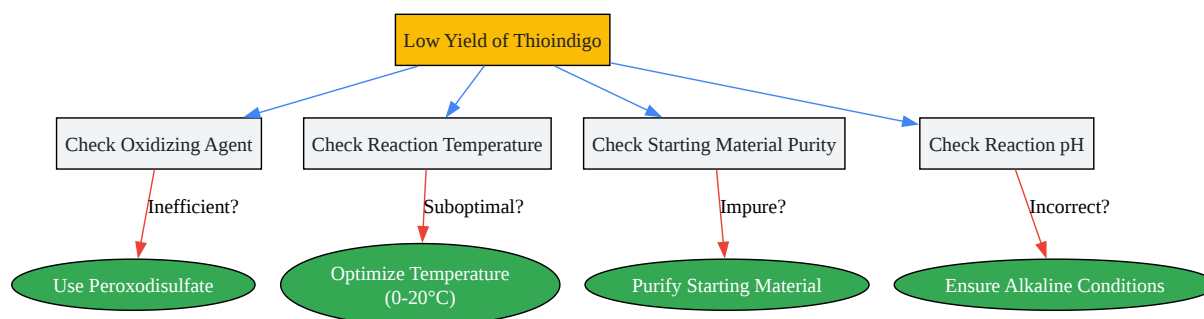 Low Yield of Thioindigo
Check Oxidizing Agent
Check Reaction Temperature
Check Starting Material Purity
Check Reaction pH
Inefficient?
Suboptimal?
Impure?
Incorrect?
Use Peroxodisulfate
Optimize Temperature
(0-20°C)
Purify Starting Material
Ensure Alkaline Conditions